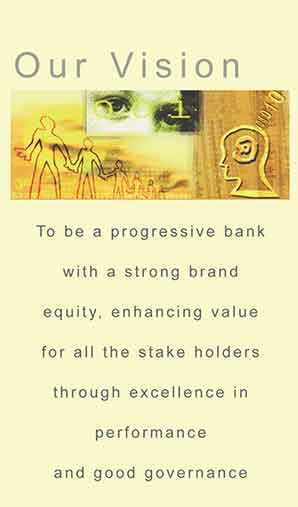 Our Vision
To be a progressive bank
with a strong brand
equity, enhancing value
for all the stake holders
through excellence in
performance
and good governance